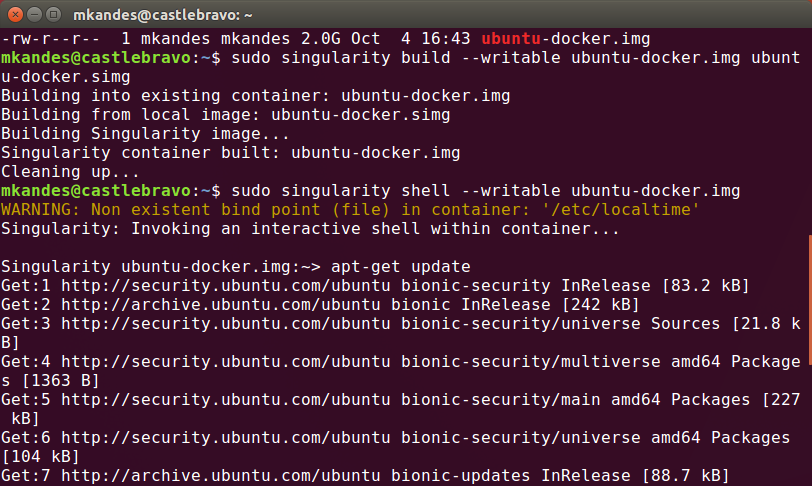 mkandes@castlebravo: ~
-rw-r--r--  1 mkandes mkandes 2.0G Oct  4 16:43 ubuntu-docker.img
mkandes@castlebravo:~$ sudo singularity build --writable ubuntu-docker.img ubunt
u-docker.simg
Building into existing container: ubuntu-docker.img
Building from local image: ubuntu-docker.simg
Building Singularity image...
Singularity container built: ubuntu-docker.img
Cleaning up...
mkandes@castlebravo:~$ sudo singularity shell --writable ubuntu-docker.img
WARNING: Non existent bind point (file) in container: '/etc/localtime'
Singularity: Invoking an interactive shell within container...

Singularity ubuntu-docker.img:~> apt-get update
Get:1 http://security.ubuntu.com/ubuntu bionic-security InRelease [83.2 kB]
Get:2 http://archive.ubuntu.com/ubuntu bionic InRelease [242 kB]
Get:3 http://security.ubuntu.com/ubuntu bionic-security/universe Sources [21.8 k
B]
Get:4 http://security.ubuntu.com/ubuntu bionic-security/multiverse amd64 Package
s [1363 B]
Get:5 http://security.ubuntu.com/ubuntu bionic-security/main amd64 Packages [227
 kB]
Get:6 http://security.ubuntu.com/ubuntu bionic-security/universe amd64 Packages
[104 kB]
Get:7 http://archive.ubuntu.com/ubuntu bionic-updates InRelease [88.7 kB]